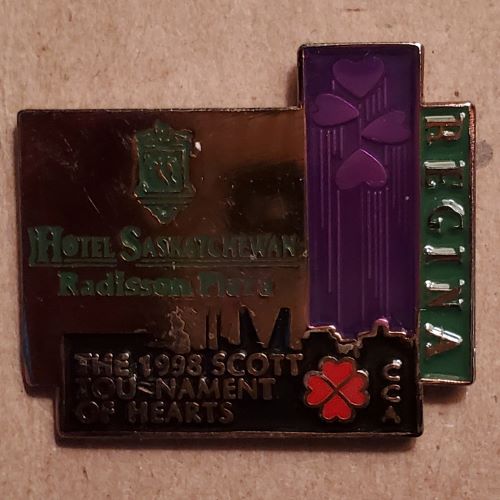 HOTEL SASKATCHEWAN
Radisson Plaza
REGINA
THE 1998 SCOTT
TOURNAMENT
OF HEARTS
CCA